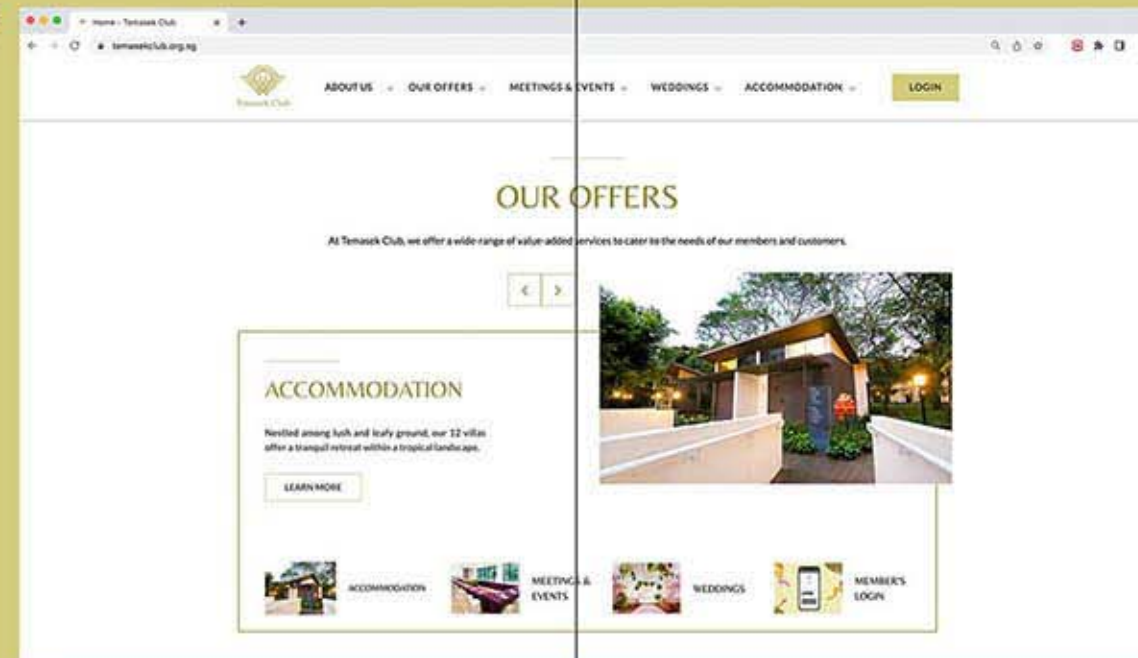 Home - Temasek Club
temasekclub.org.sg
Temasek Club
ABOUT US
OUR OFFERS
MEETINGS & EVENTS
WEDDINGS
ACCOMMODATION
LOGIN
OUR OFFERS
At Temasek Club, we offer a wide-range of value-added services to cater to the needs of our members and customers.
ACCOMMODATION
Nestled among lush and leafy ground, our 12 villas
offer a tranquil retreat within a tropical landscape.
LEARN MORE
ACCOMMODATION
MEETINGS &
EVENTS
WEDDINGS
MEMBER'S
LOGIN